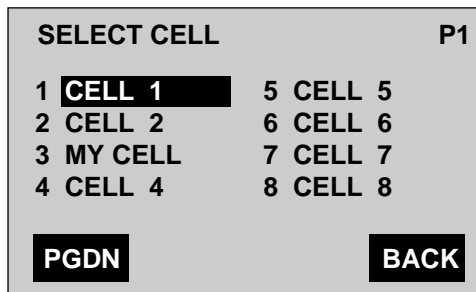 SELECT CELL P1
1 CELL 1 5 CELL 5
2 CELL 2 6 CELL 6
3 MY CELL 7 CELL 7
4 CELL 4 8 CELL 8
PGDN BACK